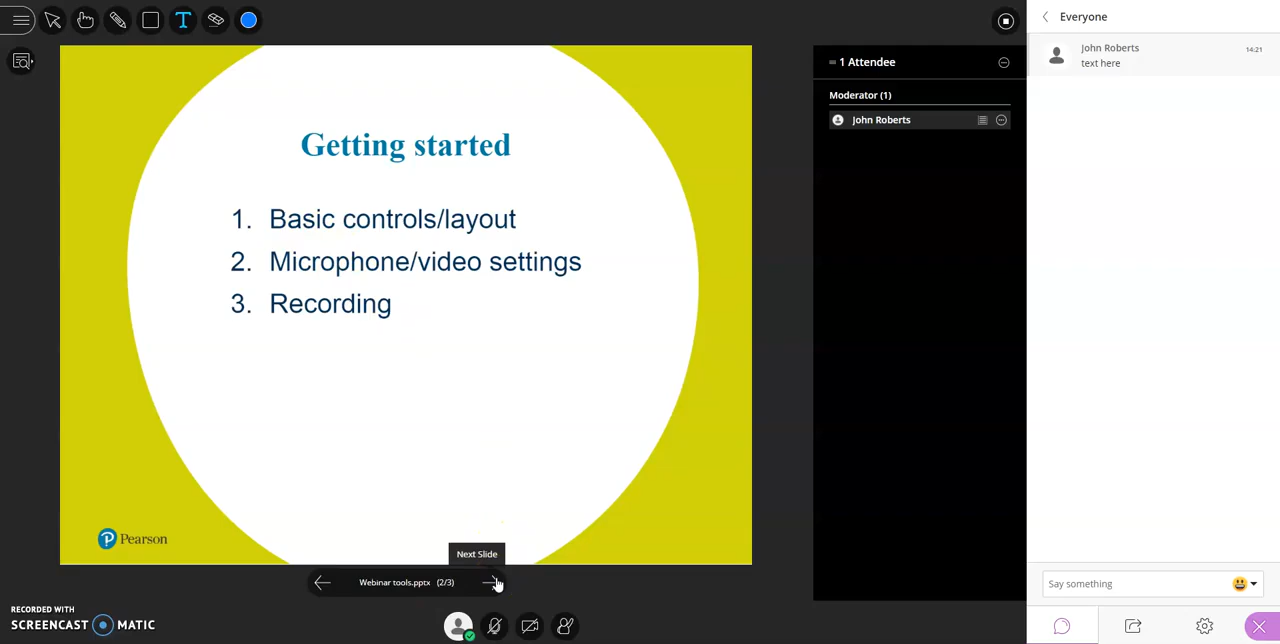 T
Getting started
1. Basic controls/layout
2. Microphone/video settings
3. Recording
P Pearson
Next Slide
Webinar tools.pptx (2/3)
RECORDED WITH
SCREENCAST MATIC
1 Attendee
Moderator (1)
John Roberts
Everyone
John Roberts 14:21
text here
Say something